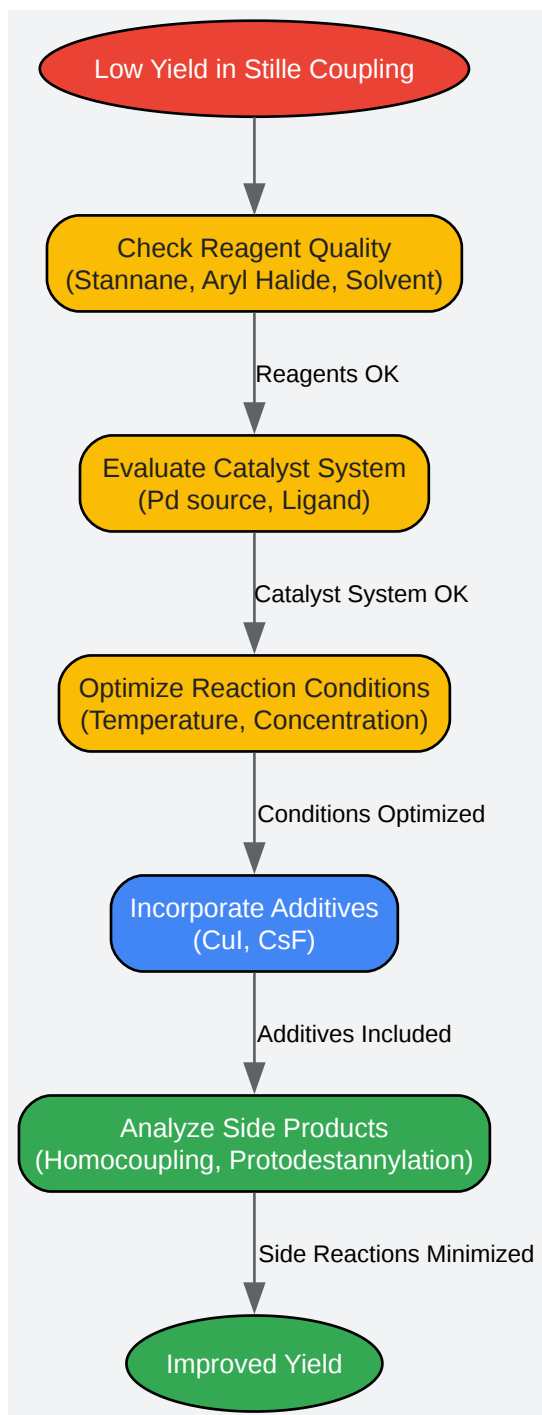 Low Yield in Stille Coupling
Check Reagent Quality
(Stannane, Aryl Halide, Solvent)
Reagents OK
Evaluate Catalyst System
(Pd source, Ligand)
Catalyst System OK
Optimize Reaction Conditions
(Temperature, Concentration)
Conditions Optimized
Incorporate Additives
(CuI, CsF)
Additives Included
Analyze Side Products
(Homocoupling, Protodestannylation)
Side Reactions Minimized
Improved Yield